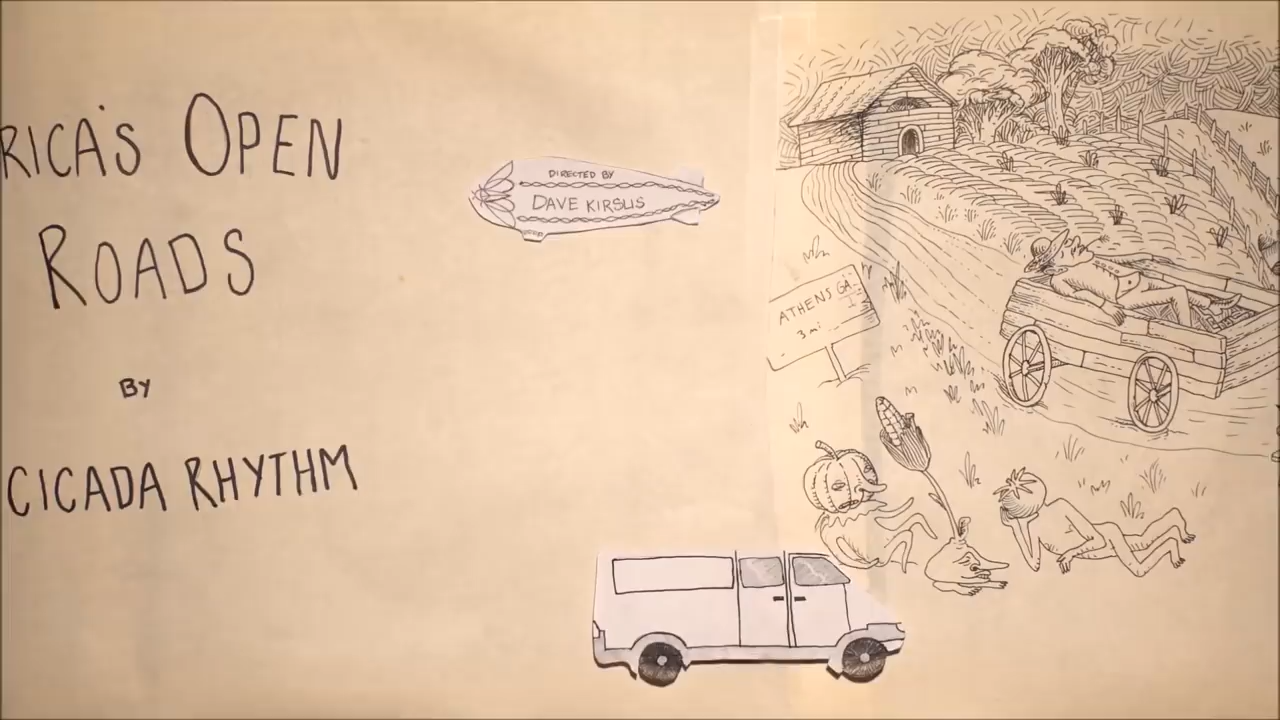 RICA'S OPEN
ROADS
BY
CICADA RHYTHM
DIRECTED BY
DAVE KIRSLIS
ATHENS GA.
3 mi